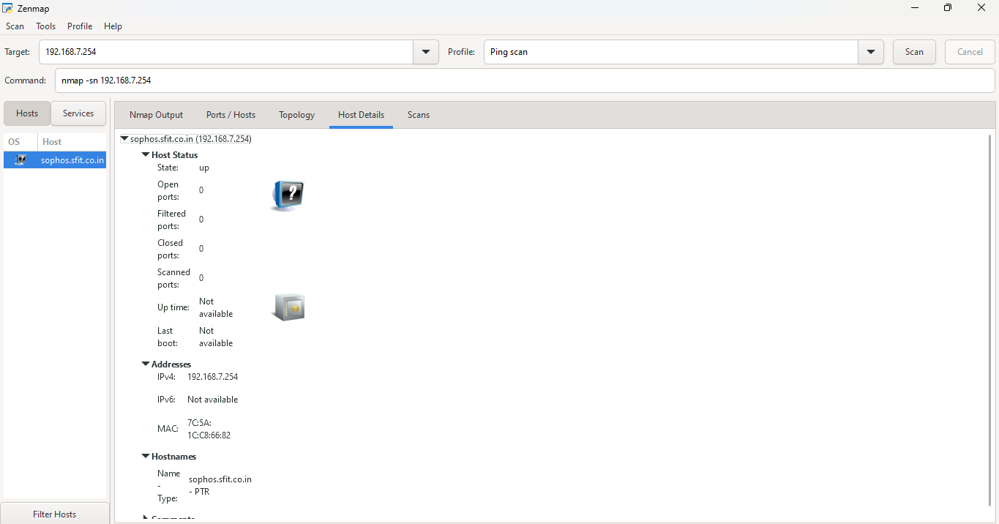 Zenmap
Scan Tools Profile Help
Target: 192.168.7.254 Profile: Ping scan Scan Cancel
Command: nmap -sn 192.168.7.254
Hosts Services
Nmap Output Ports / Hosts Topology Host Details Scans
OS Host
sophos.sfit.co.in
sophos.sfit.co.in (192.168.7.254)
Host Status
State: up
Open
ports: 0
Filtered
ports: 0
Closed
ports: 0
Scanned
ports: 0
Up time: Not
available
Last
boot: Not
available
Addresses
IPv4: 192.168.7.254
IPv6: Not available
MAC: 7C:5A:
1C:C8:66:82
Hostnames
Name
-
Type: sophos.sfit.co.in
- PTR
Comments
Filter Hosts